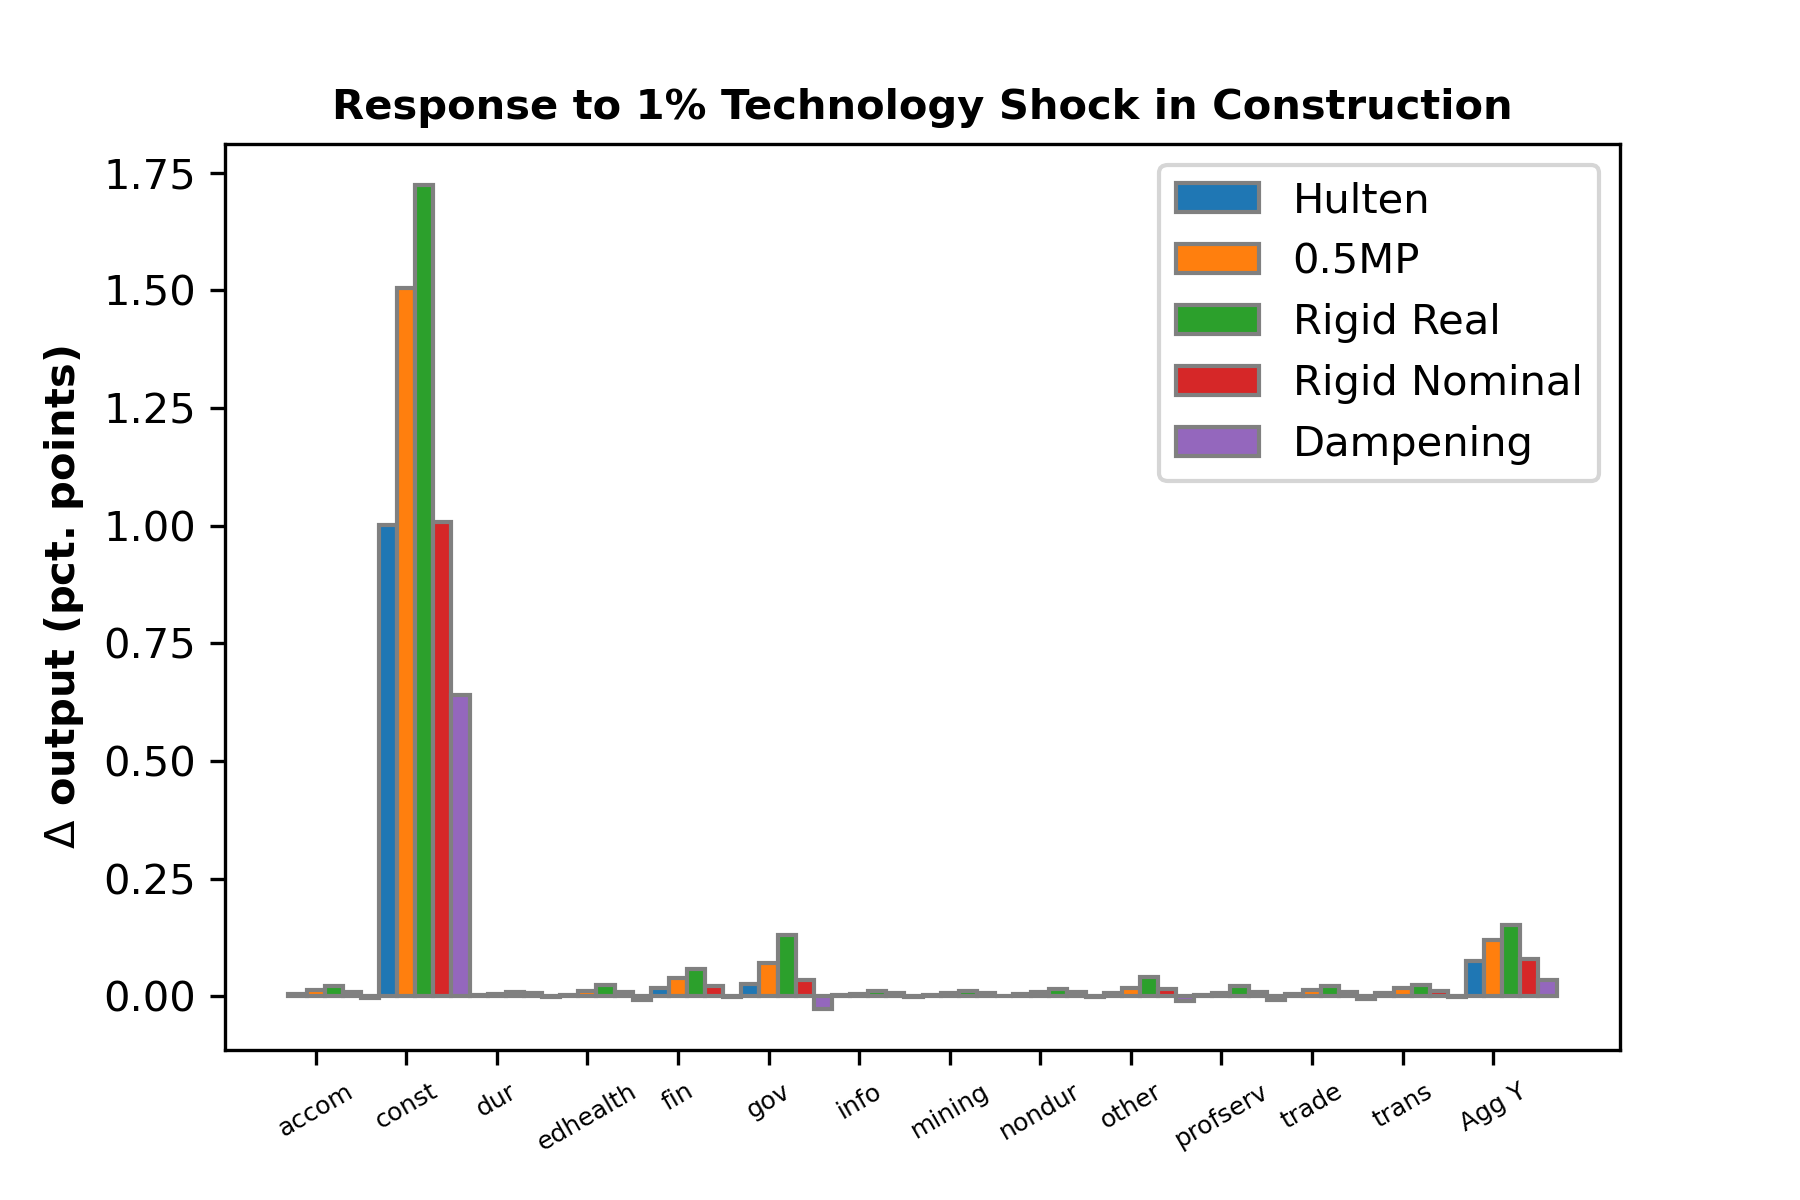 Response to 1% Technology Shock in Construction
Δ output (pct. points)
1.75
1.50
1.25
1.00
0.75
0.50
0.25
0.00
Hulten
0.5MP
Rigid Real
Rigid Nominal
Dampening
accom
const
dur
edhealth
fin
gov
info
mining
nondur
other
profserv
trade
trans
Agg Y